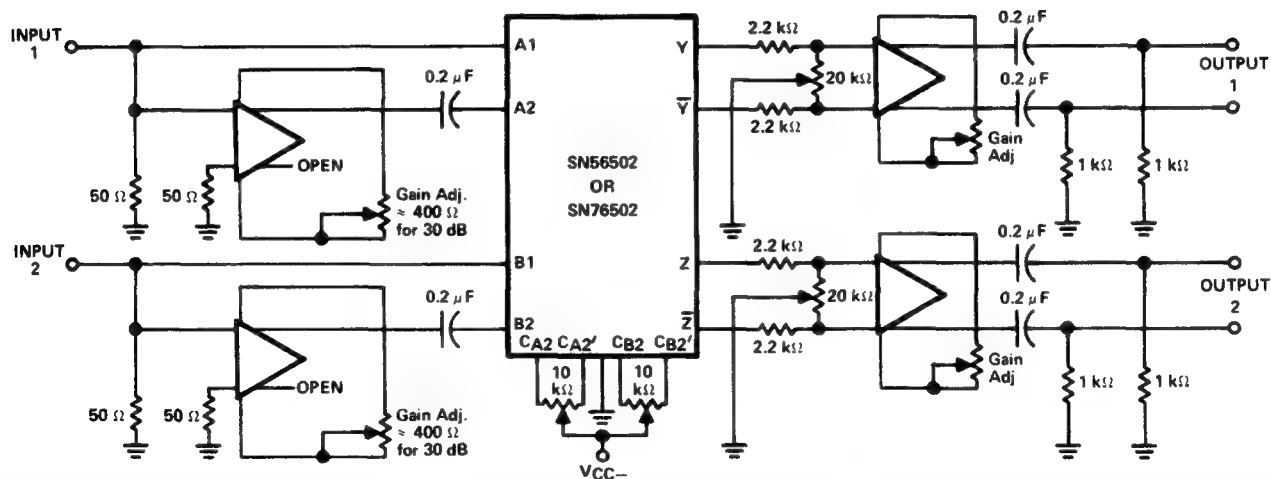 INPUT
1
A1
A2
0.2 μF
OPEN
50 Ω
50 Ω
Gain Adj.
≈ 400 Ω
for 30 dB
INPUT
2
B1
B2
0.2 μF
OPEN
50 Ω
50 Ω
Gain Adj.
≈ 400 Ω
for 30 dB
SN56502
OR
SN76502
CA2 CA2' CB2 CB2'
10
kΩ
10
kΩ
VCC−
Y
Y̅
2.2 kΩ
20 kΩ
2.2 kΩ
0.2 μF
0.2 μF
Gain
Adj
1 kΩ
1 kΩ
OUTPUT
1
Z
Z̅
2.2 kΩ
20 kΩ
2.2 kΩ
0.2 μF
0.2 μF
Gain
Adj
1 kΩ
1 kΩ
OUTPUT
2